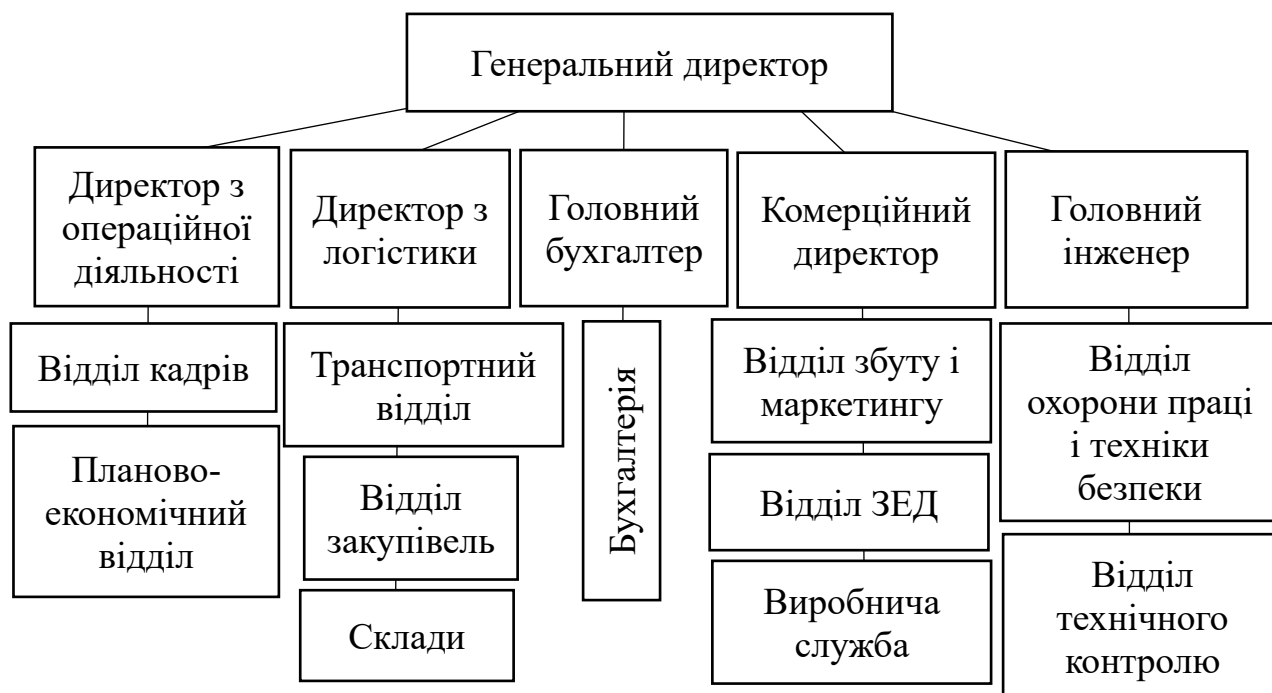 Генеральний директор
Директор з
операційної
діяльності
Директор з
логістики
Головний
бухгалтер
Комерційний
директор
Головний
інженер
Відділ кадрів
Планово-
економічний
відділ
Транспортний
відділ
Відділ
закупівель
Склади
Бухгалтерія
Відділ збуту і
маркетингу
Відділ ЗЕД
Виробнича
служба
Відділ
охорони праці
і техніки
безпеки
Відділ
технічного
контролю